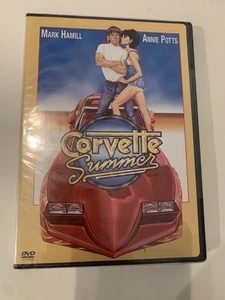 MARK HAMILL
ANNIE POTTS
Corvette
Summer
DVD